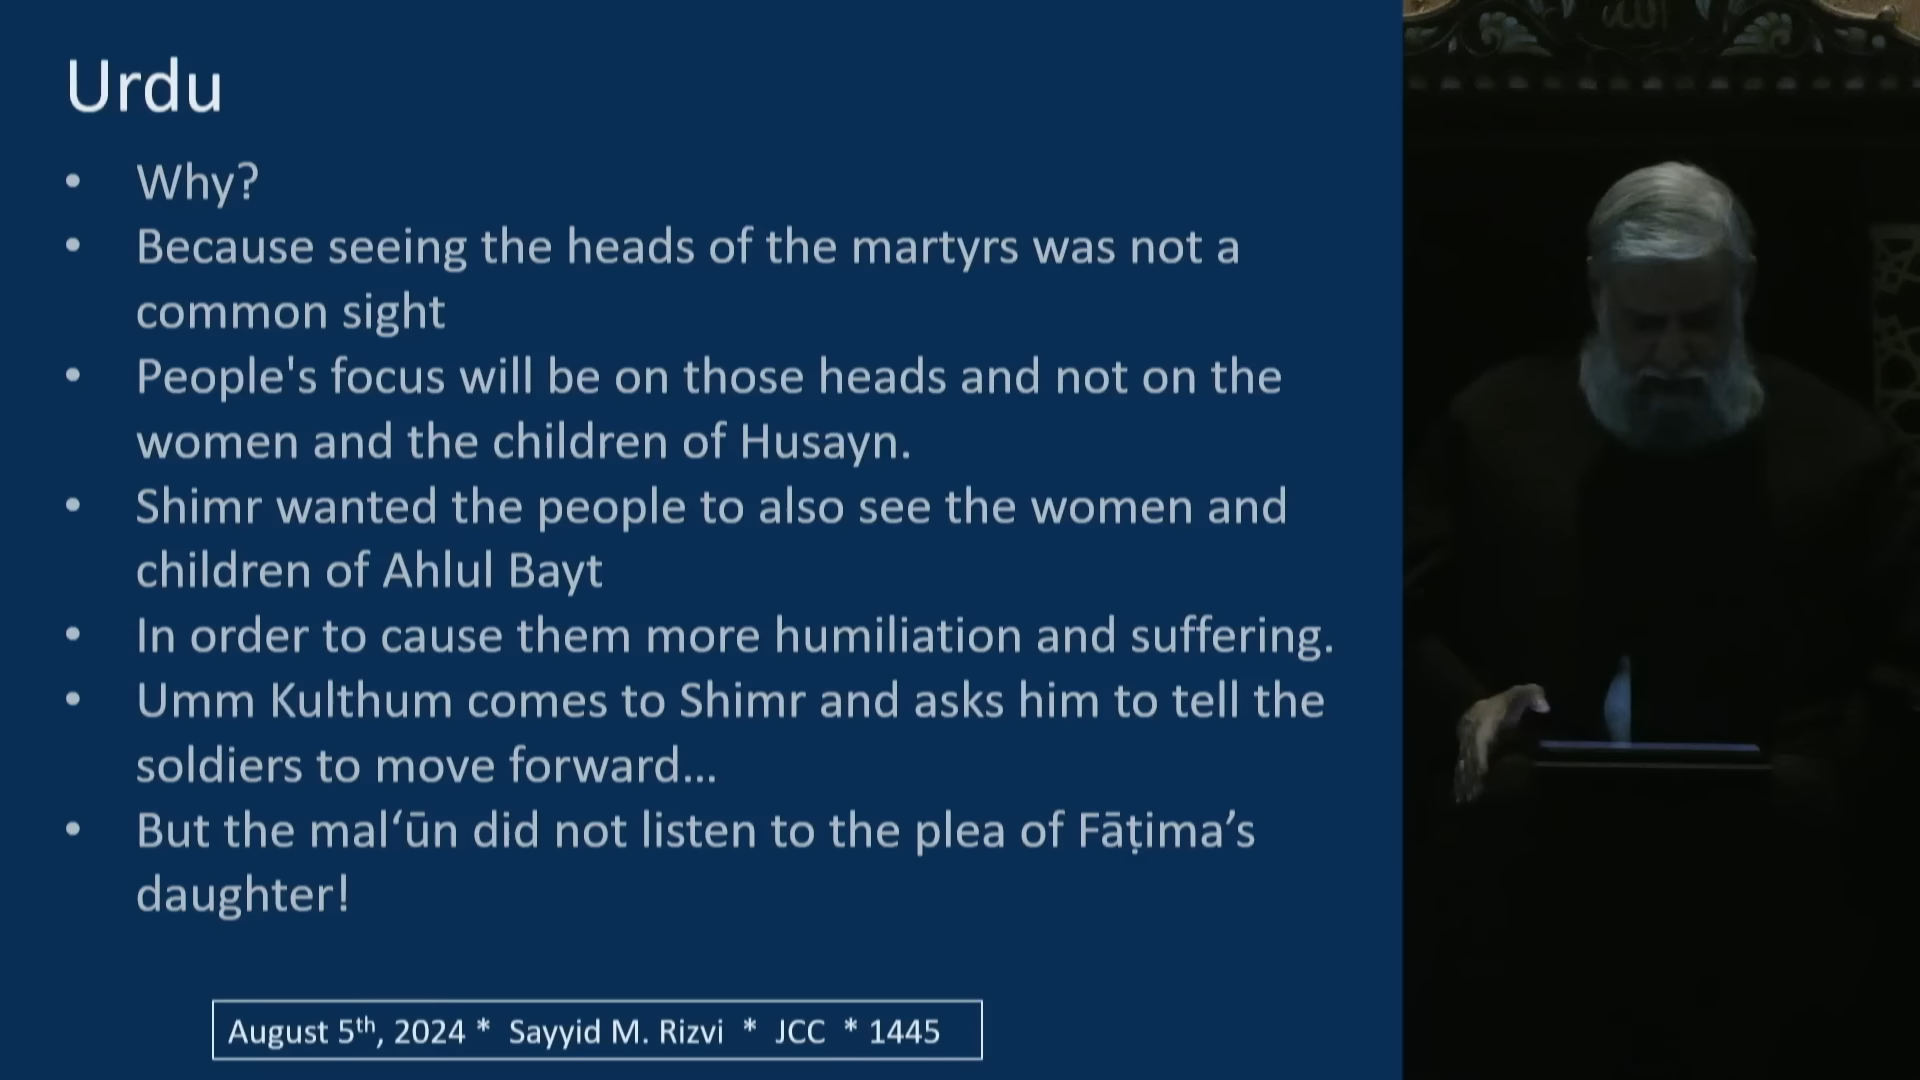 Urdu
• Why?
• Because seeing the heads of the martyrs was not a
common sight
• People's focus will be on those heads and not on the
women and the children of Husayn.
• Shimr wanted the people to also see the women and
children of Ahlul Bayt
• In order to cause them more humiliation and suffering.
• Umm Kulthum comes to Shimr and asks him to tell the
soldiers to move forward...
• But the mal‘ūn did not listen to the plea of Fāṭima’s
daughter!
August 5th, 2024 * Sayyid M. Rizvi * JCC * 1445
الله